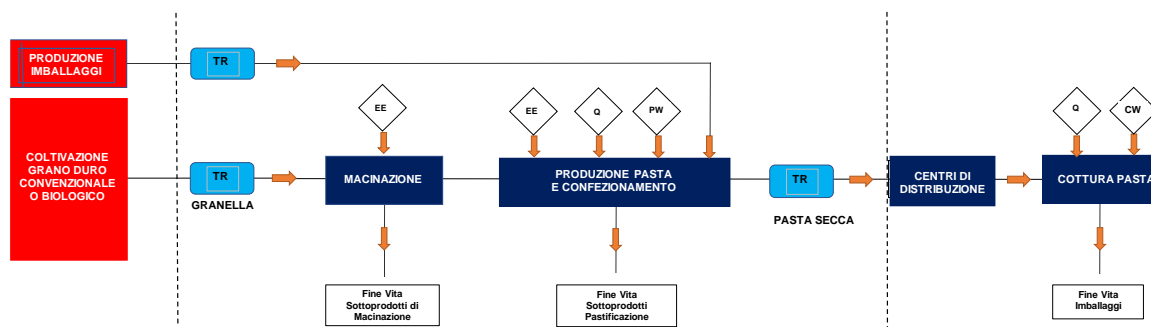 PRODUZIONE
IMBALLAGGI
TR
EE
EE
Q
PW
Q
CW
COLTIVAZIONE
GRANO DURO
CONVENZIONALE
O BIOLOGICO
TR
GRANELLA
MACINAZIONE
PRODUZIONE PASTA
E CONFEZIONAMENTO
TR
PASTA SECCA
CENTRI DI
DISTRIBUZIONE
COTTURA PASTA
Fine Vita
Sottoprodotti di
Macinazione
Fine Vita
Sottoprodotti
Pastificazione
Fine Vita
Imballaggi